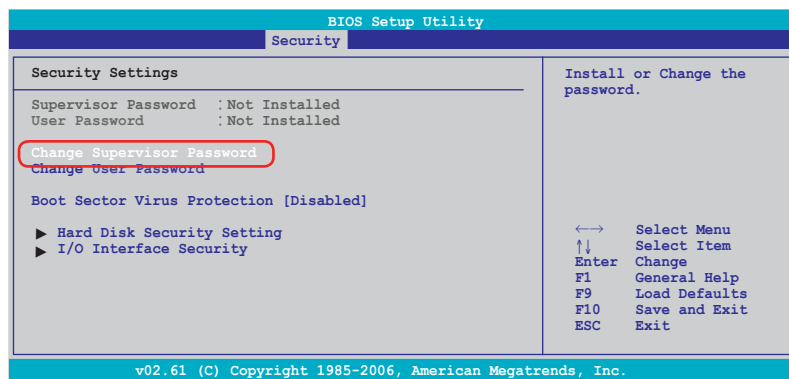 BIOS Setup Utility
Security
Security Settings
Supervisor Password : Not Installed
User Password : Not Installed
Change Supervisor Password
Change User Password
Boot Sector Virus Protection [Disabled]
▶ Hard Disk Security Setting
▶ I/O Interface Security
Install or Change the
password.
←→ Select Menu
↑↓ Select Item
Enter Change
F1 General Help
F9 Load Defaults
F10 Save and Exit
ESC Exit
v02.61 (C) Copyright 1985-2006, American Megatrends, Inc.